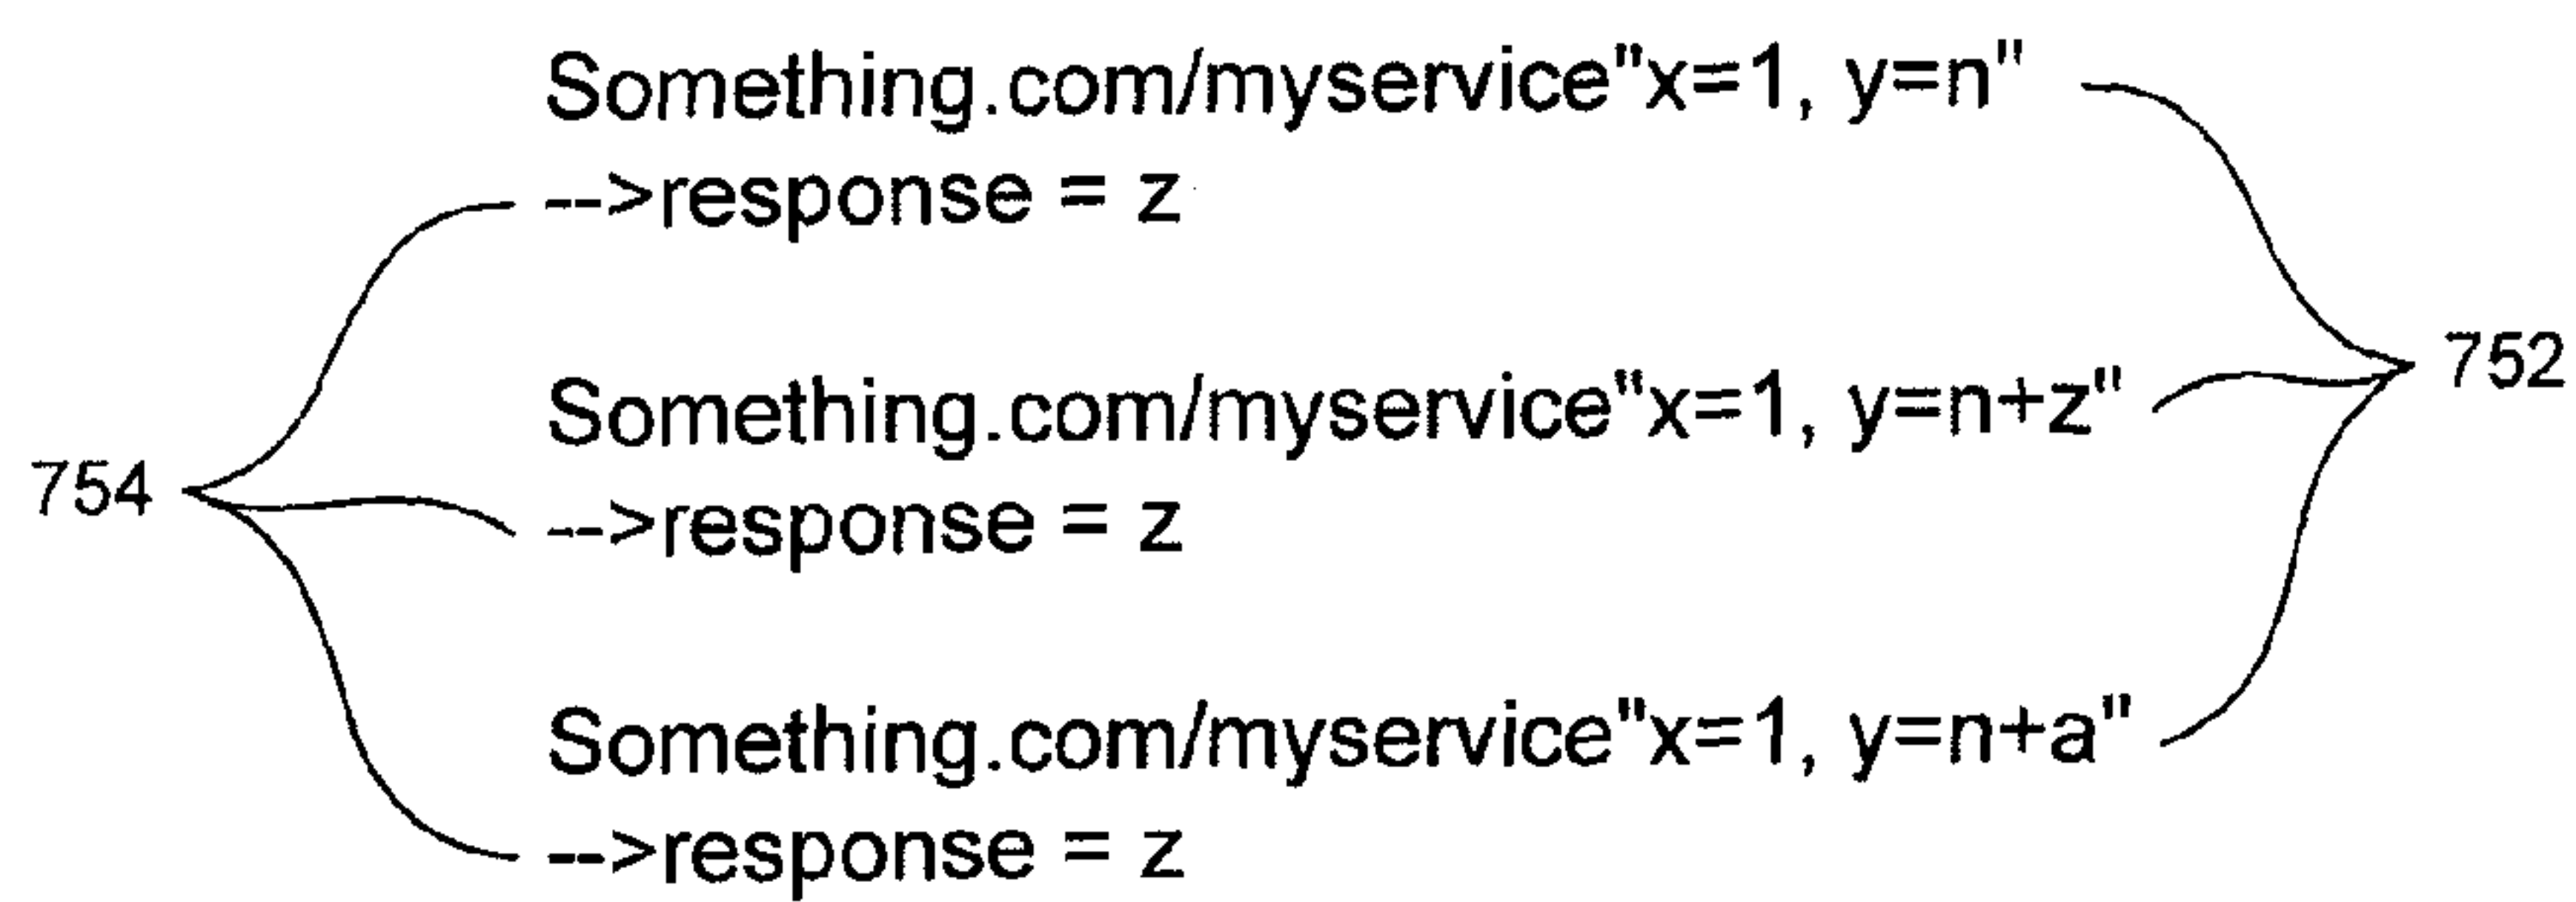 Something.com/myservice"x=1, y=n"
-->response = z
752
Something.com/myservice"x=1, y=n+z"
754
-->response = z
Something.com/myservice"x=1, y=n+a"
-->response = z